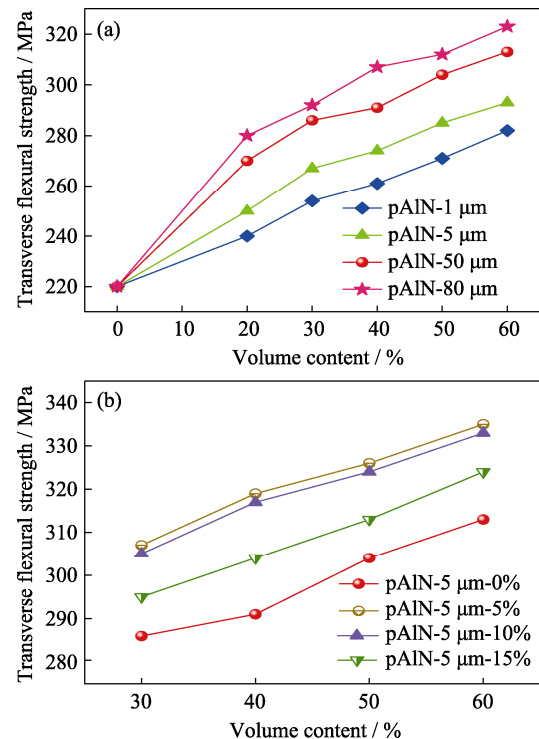 (a)
Transverse flexural strength / MPa
320
300
280
260
240
220
pAlN-1 μm
pAlN-5 μm
pAlN-50 μm
pAlN-80 μm
0 10 20 30 40 50 60
Volume content / %
(b)
Transverse flexural strength / MPa
340
330
320
310
300
290
280
pAlN-5 μm-0%
pAlN-5 μm-5%
pAlN-5 μm-10%
pAlN-5 μm-15%
30 40 50 60
Volume content / %